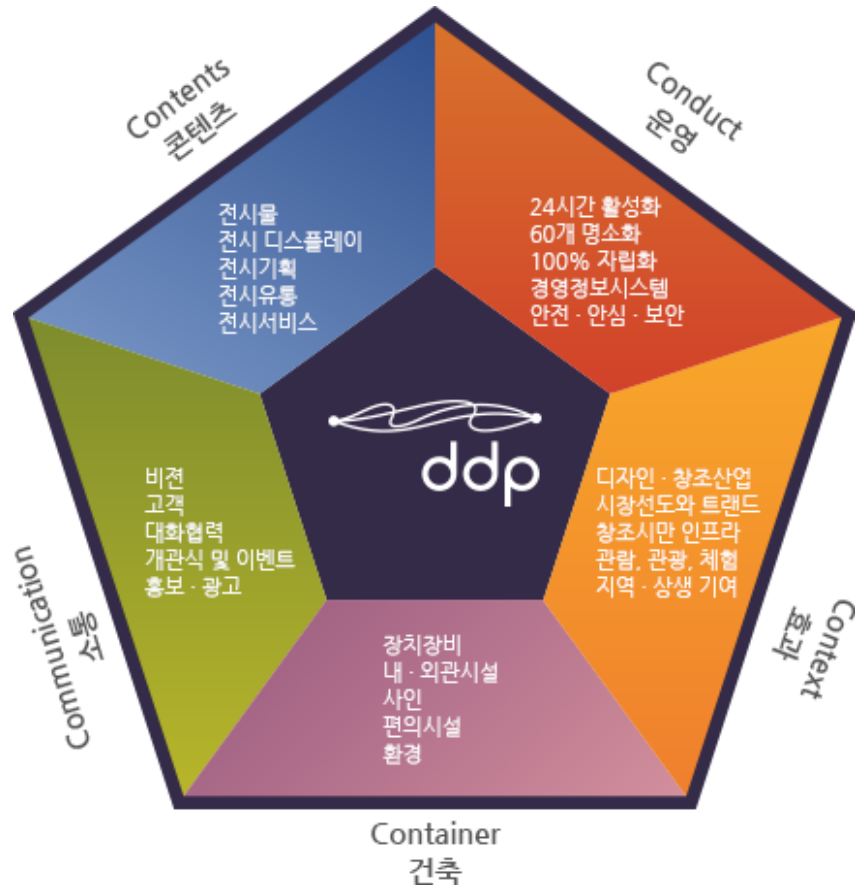 Contents
콘텐츠
전시물
전시 디스플레이
전시기획
전시유통
전시서비스
Conduct
운영
24시간 활성화
60개 명소화
100% 자립화
경영정보시스템
안전 · 안심 · 보안
ddp
Communication
소통
비젼
고객
대화협력
개관식 및 이벤트
홍보 · 광고
Context
효과
디자인 · 창조산업
시장선도와 트랜드
창조시만 인프라
관람, 관광, 체험
지역 · 상생 기여
장치장비
내 · 외관시설
사인
편의시설
환경
Container
건축